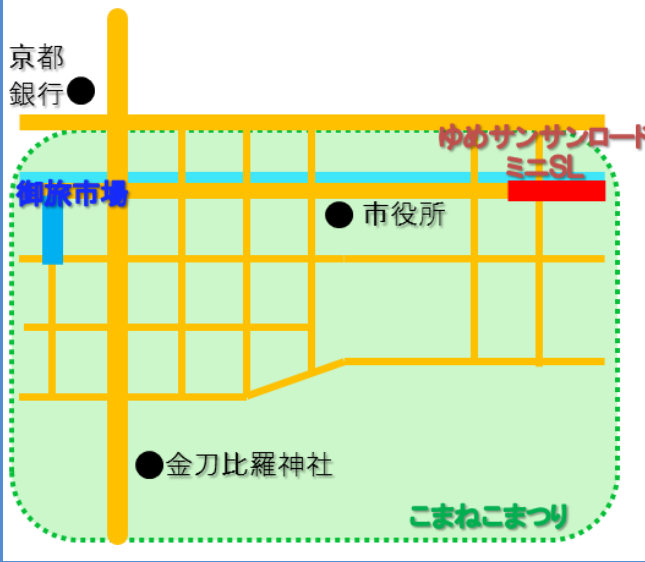 京都
銀行
ゆめサンサンロード
ミニSL
御旅市場
市役所
金刀比羅神社
こまねこまつり